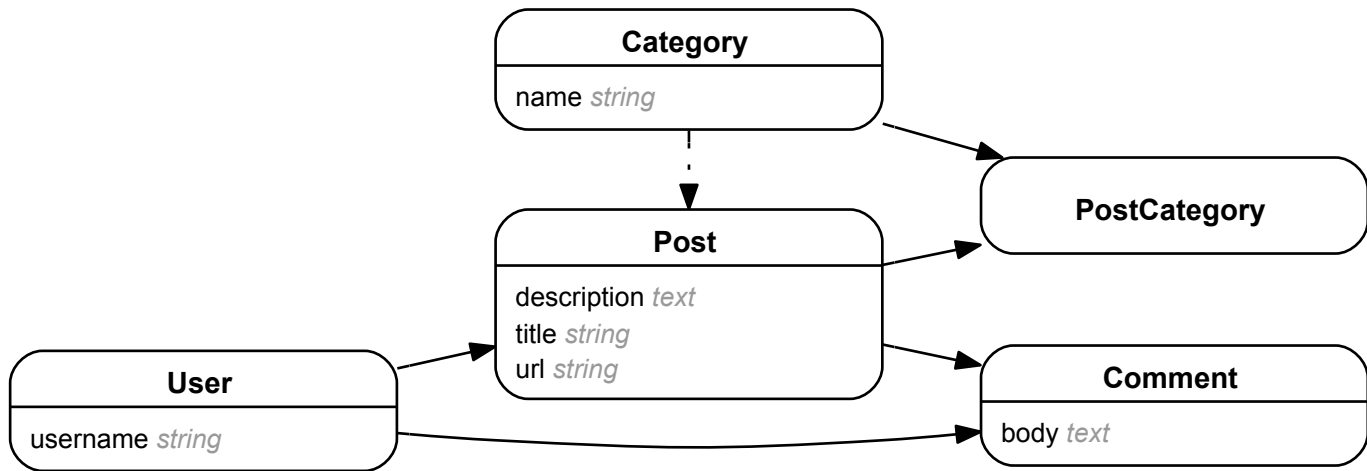 Category
name string
PostCategory
Post
description text
title string
url string
User
username string
Comment
body text